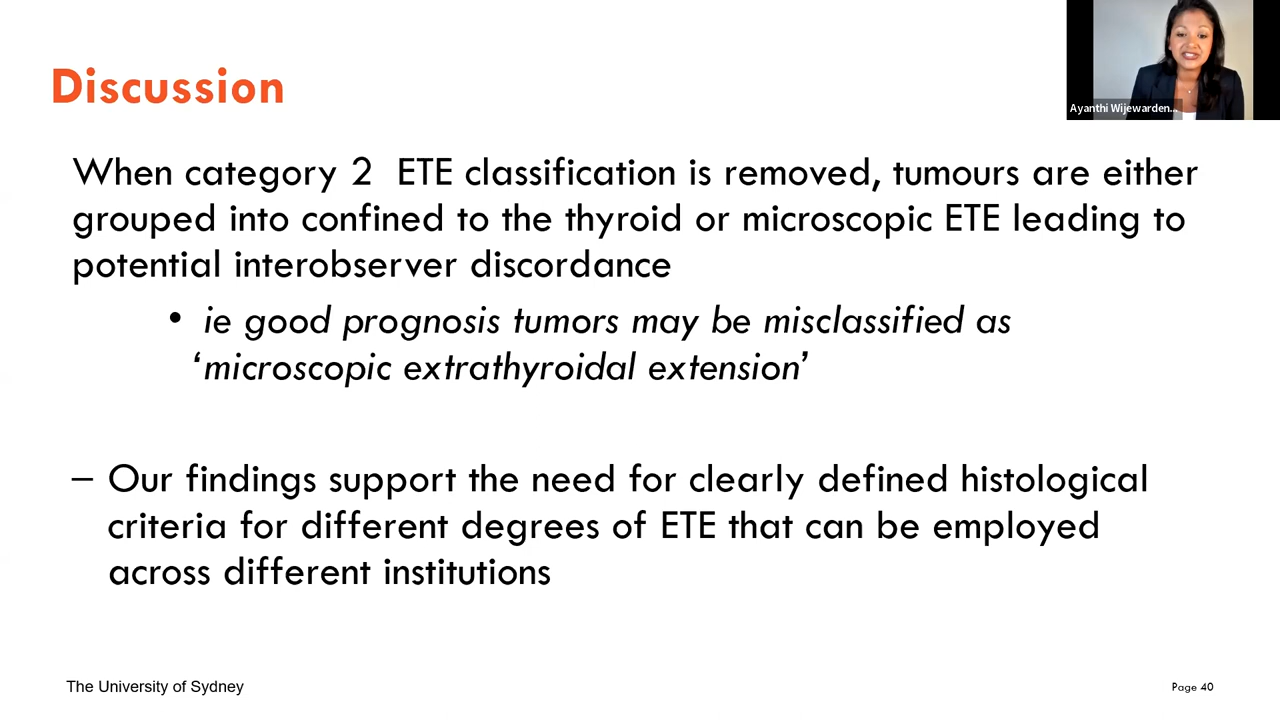 Discussion
Ayanthi Wijewarden...
When category 2 ETE classification is removed, tumours are either
grouped into confined to the thyroid or microscopic ETE leading to
potential interobserver discordance
• ie good prognosis tumors may be misclassified as
‘microscopic extrathyroidal extension’
– Our findings support the need for clearly defined histological
criteria for different degrees of ETE that can be employed
across different institutions
The University of Sydney
Page 40